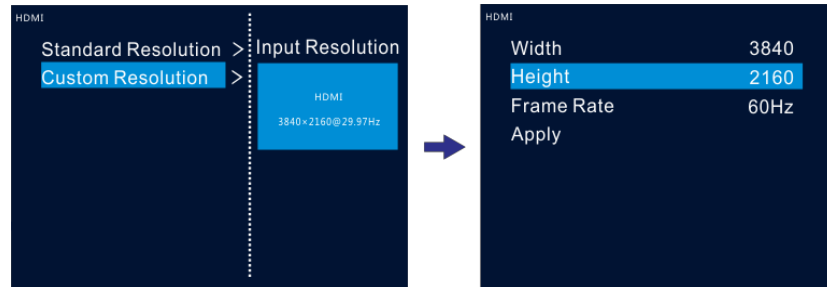 HDMI
Standard Resolution >
Custom Resolution >
Input Resolution
HDMI
3840×2160@29.97Hz
HDMI
Width 3840
Height 2160
Frame Rate 60Hz
Apply